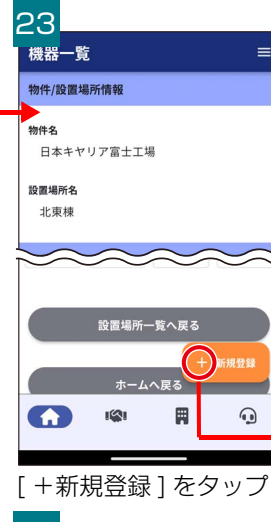 23
機器一覧
物件/設置場所情報
物件名
日本キヤリア富士工場
設置場所名
北東棟
設置場所一覧へ戻る
＋ 新規登録
ホームへ戻る
[＋新規登録] をタップ